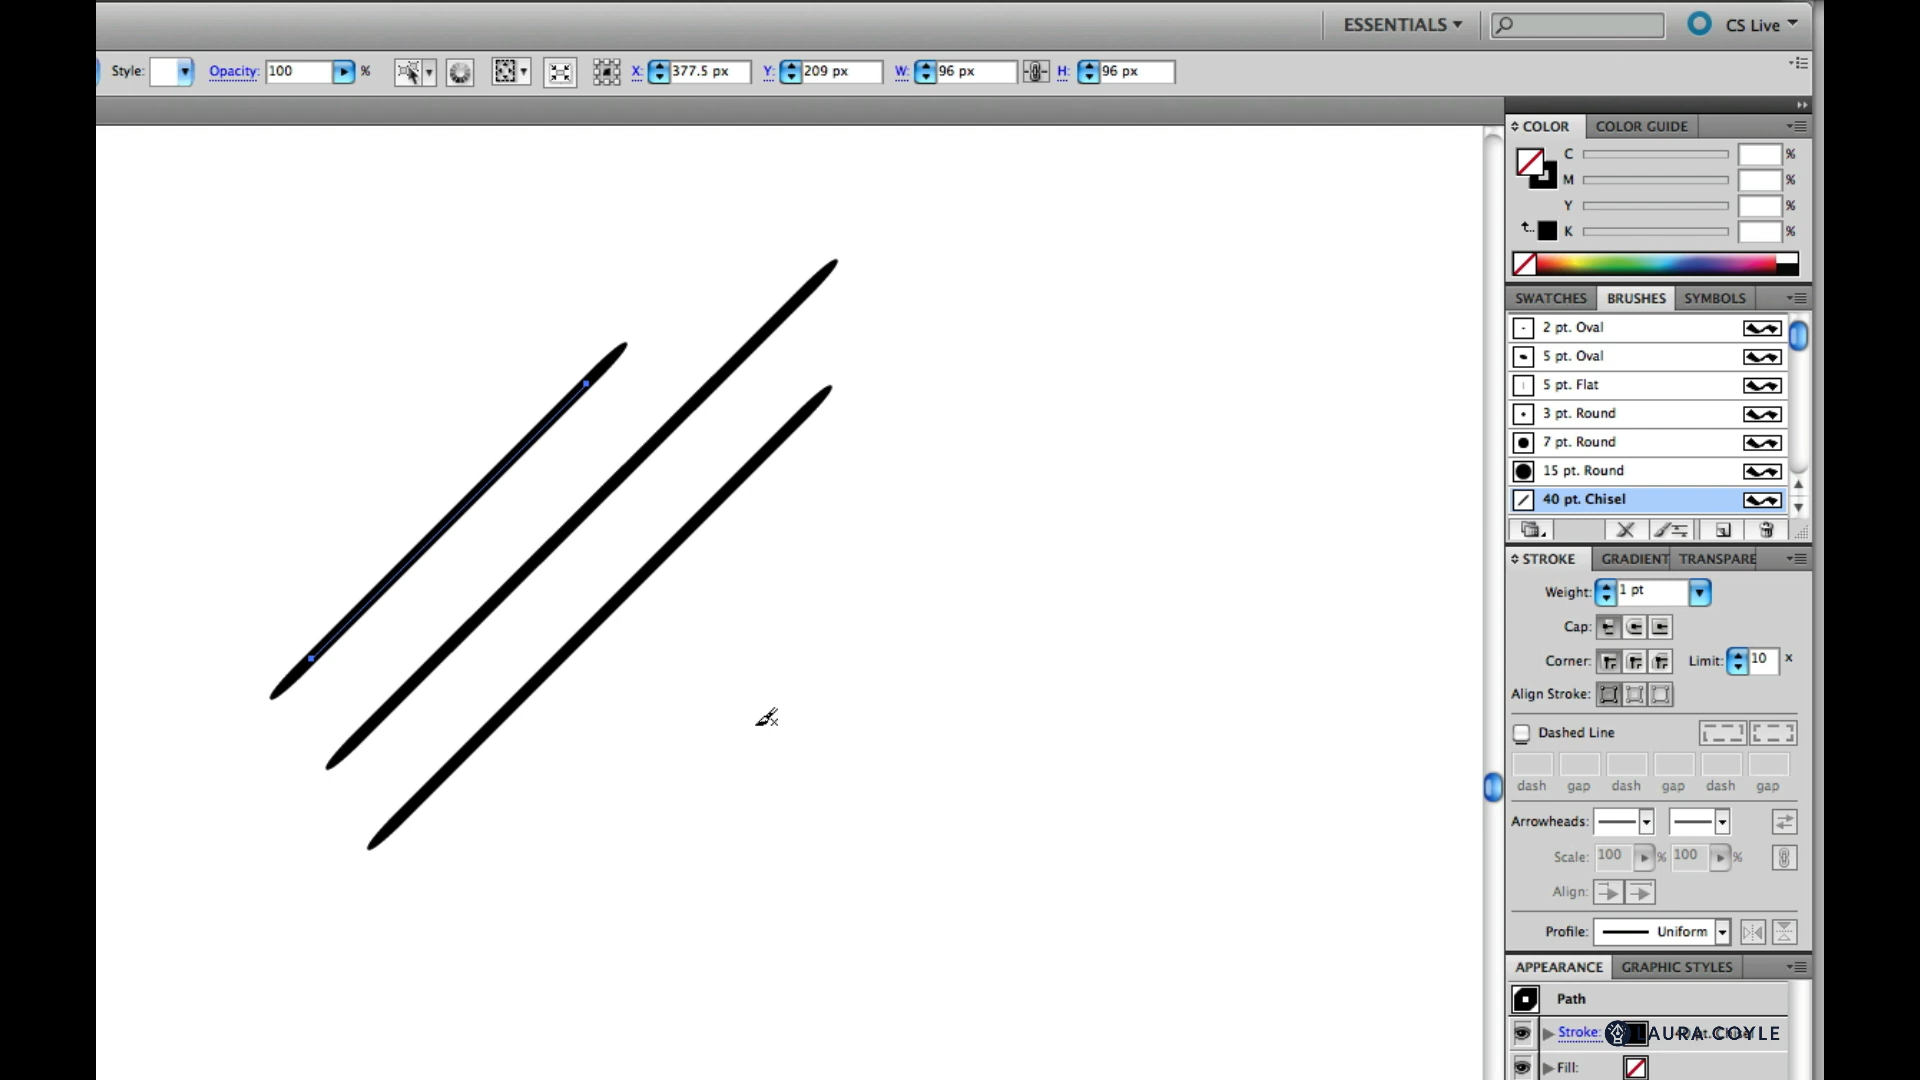 ESSENTIALS
CS Live
Style:
Opacity: 100 %
X: 377.5 px
Y: 209 px
W: 96 px
H: 96 px
COLOR
COLOR GUIDE
C %
M %
Y %
K %
SWATCHES
BRUSHES
SYMBOLS
2 pt. Oval
5 pt. Oval
5 pt. Flat
3 pt. Round
7 pt. Round
15 pt. Round
40 pt. Chisel
STROKE
GRADIENT
TRANSPARE
Weight: 1 pt
Cap:
Corner:
Limit: 10 x
Align Stroke:
Dashed Line
dash gap dash gap dash gap
Arrowheads:
Scale: 100 % 100 %
Align:
Profile: Uniform
APPEARANCE
GRAPHIC STYLES
Path
Stroke:
LAURA COYLE
Fill: